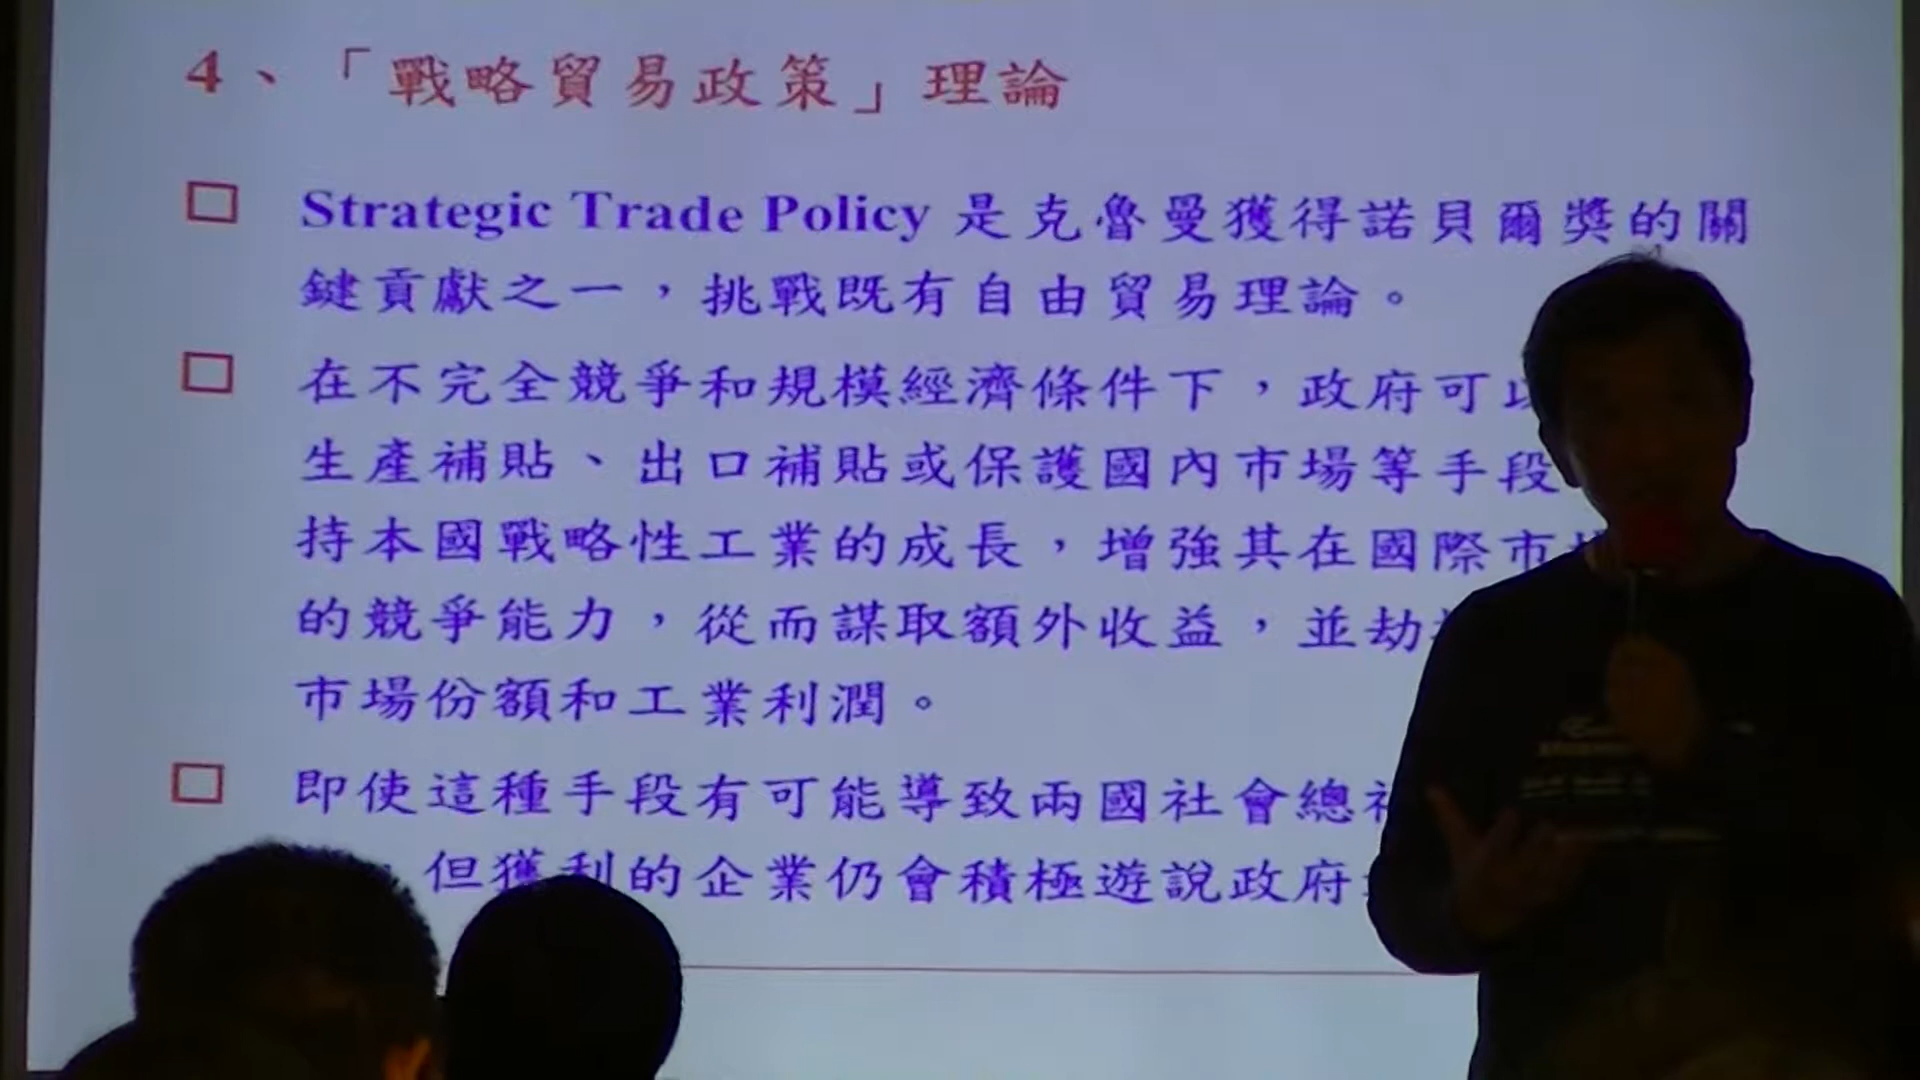 4、「戰略貿易政策」理論
Strategic Trade Policy 是克魯曼獲得諾貝爾獎的關
鍵貢獻之一，挑戰既有自由貿易理論。
在不完全競爭和規模經濟條件下，政府可以
生產補貼、出口補貼或保護國內市場等手段
持本國戰略性工業的成長，增強其在國際市
的競爭能力，從而謀取額外收益，並劫
市場份額和工業利潤。
即使這種手段有可能導致兩國社會總
但獲利的企業仍會積極遊說政府